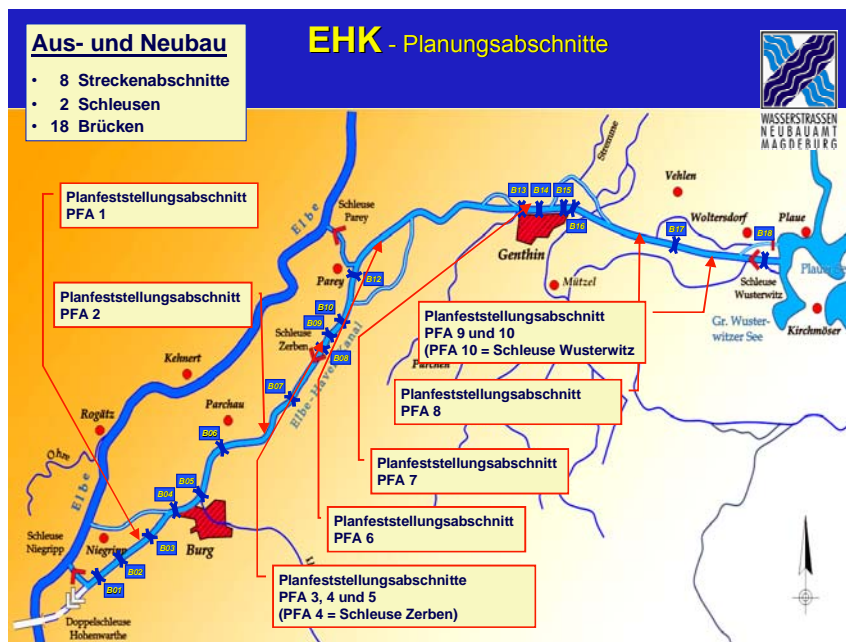 EHK - Planungsabschnitte
Aus- und Neubau
• 8 Streckenabschnitte
• 2 Schleusen
• 18 Brücken
WASSERSTRASSEN
NEUBAUAMT
MAGDEBURG
Planfeststellungsabschnitt
PFA 1
Planfeststellungsabschnitt
PFA 2
Planfeststellungsabschnitt
PFA 9 und 10
(PFA 10 = Schleuse Wusterwitz
Planfeststellungsabschnitt
PFA 8
Planfeststellungsabschnitt
PFA 7
Planfeststellungsabschnitt
PFA 6
Planfeststellungsabschnitte
PFA 3, 4 und 5
(PFA 4 = Schleuse Zerben)
Stremme
Vehlen
Woltersdorf
Plaue
B13
B14
B15
B16
B17
B18
Genthin
Mützel
Schleuse
Wusterwitz
Gr. Wuster-
witzer See
Kirchmöser
Elbe
Schleuse
Parey
Parey
B12
B10
B09
B08
Schleuse
Zerben
Elbe-Havel-Kanal
B07
Kehnert
Parchau
B06
Rogätz
Ohre
Elbe
B05
B04
B03
B02
B01
Burg
Schleuse
Niegripp
Niegripp
Doppelschleuse
Hohenwarthe